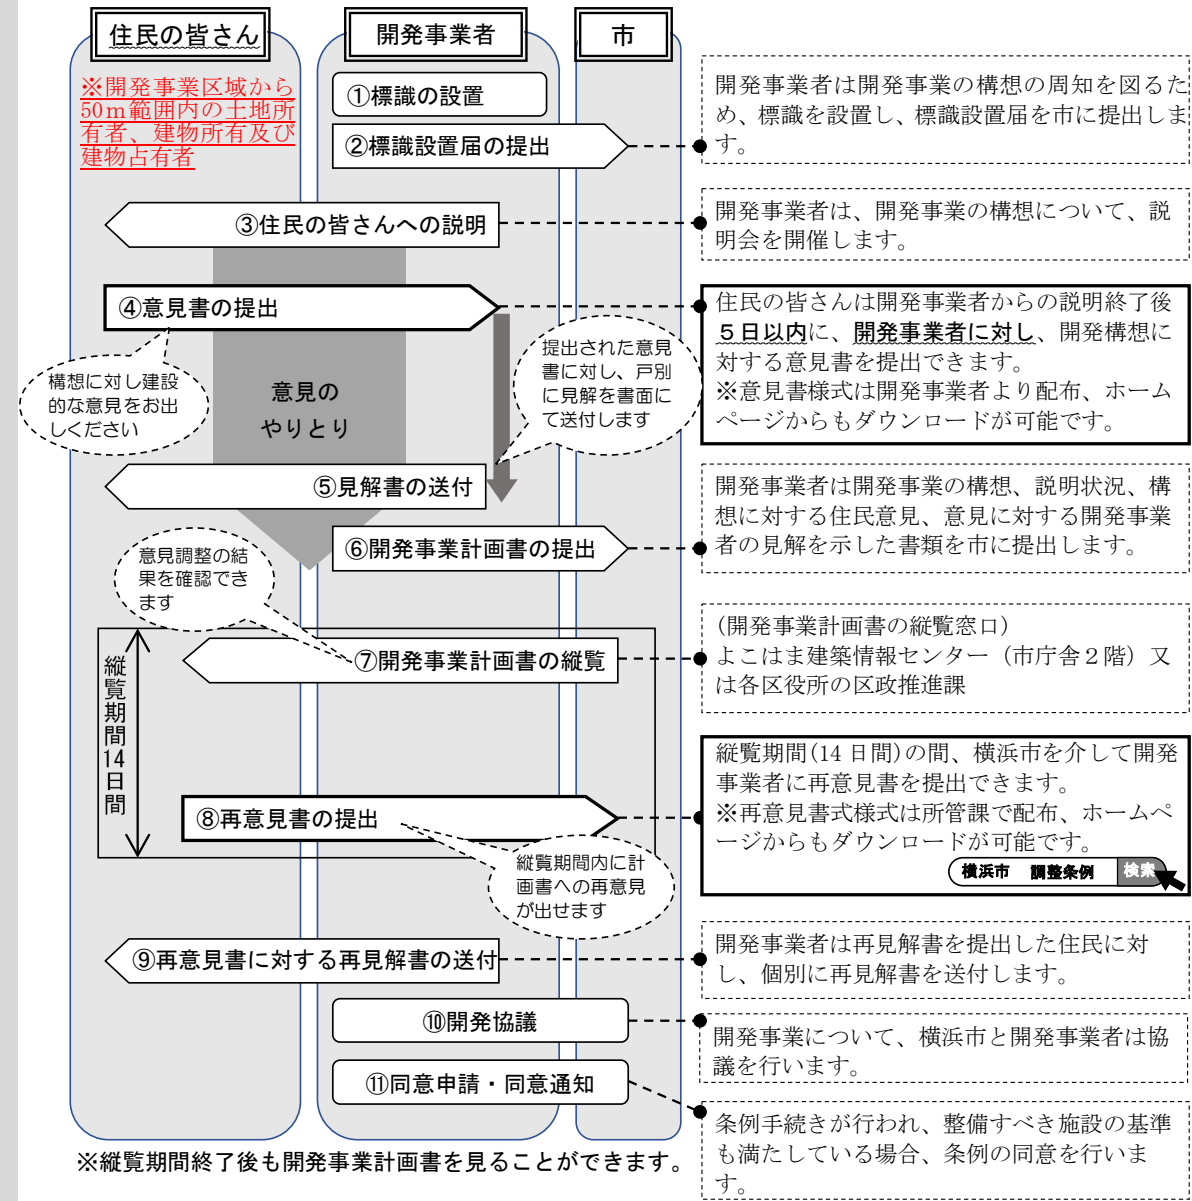 住民の皆さん
開発事業者
市
※開発事業区域から
50m範囲内の土地所
有者、建物所有及び
建物占有者
①標識の設置
②標識設置届の提出
開発事業者は開発事業の構想の周知を図るた
め、標識を設置し、標識設置届を市に提出しま
す。
③住民の皆さんへの説明
開発事業者は、開発事業の構想について、説
明会を開催します。
④意見書の提出
住民の皆さんは開発事業者からの説明終了後
５日以内に、開発事業者に対し、開発構想に
対する意見書を提出できます。
※意見書様式は開発事業者より配布、ホーム
ページからもダウンロードが可能です。
構想に対し建設
的な意見をお出
しください
意見の
やりとり
提出された意見
書に対し、戸別
に見解を書面に
て送付します
⑤見解書の送付
⑥開発事業計画書の提出
開発事業者は開発事業の構想、説明状況、構
想に対する住民意見、意見に対する開発事業
者の見解を示した書類を市に提出します。
意見調整の結
果を確認でき
ます
⑦開発事業計画書の縦覧
(開発事業計画書の縦覧窓口)
よこはま建築情報センター（市庁舎２階）又
は各区役所の区政推進課
縦覧期間14日間
⑧再意見書の提出
縦覧期間(14日間)の間、横浜市を介して開発
事業者に再意見書を提出できます。
※再意見書式様式は所管課で配布、ホームペ
ージからもダウンロードが可能です。
横浜市　調整条例　検索
縦覧期間内に計
画書への再意見
が出せます
⑨再意見書に対する再見解書の送付
開発事業者は再見解書を提出した住民に対
し、個別に再見解書を送付します。
⑩開発協議
開発事業について、横浜市と開発事業者は協
議を行います。
⑪同意申請・同意通知
条例手続きが行われ、整備すべき施設の基準
も満たしている場合、条例の同意を行いま
す。
※縦覧期間終了後も開発事業計画書を見ることができます。